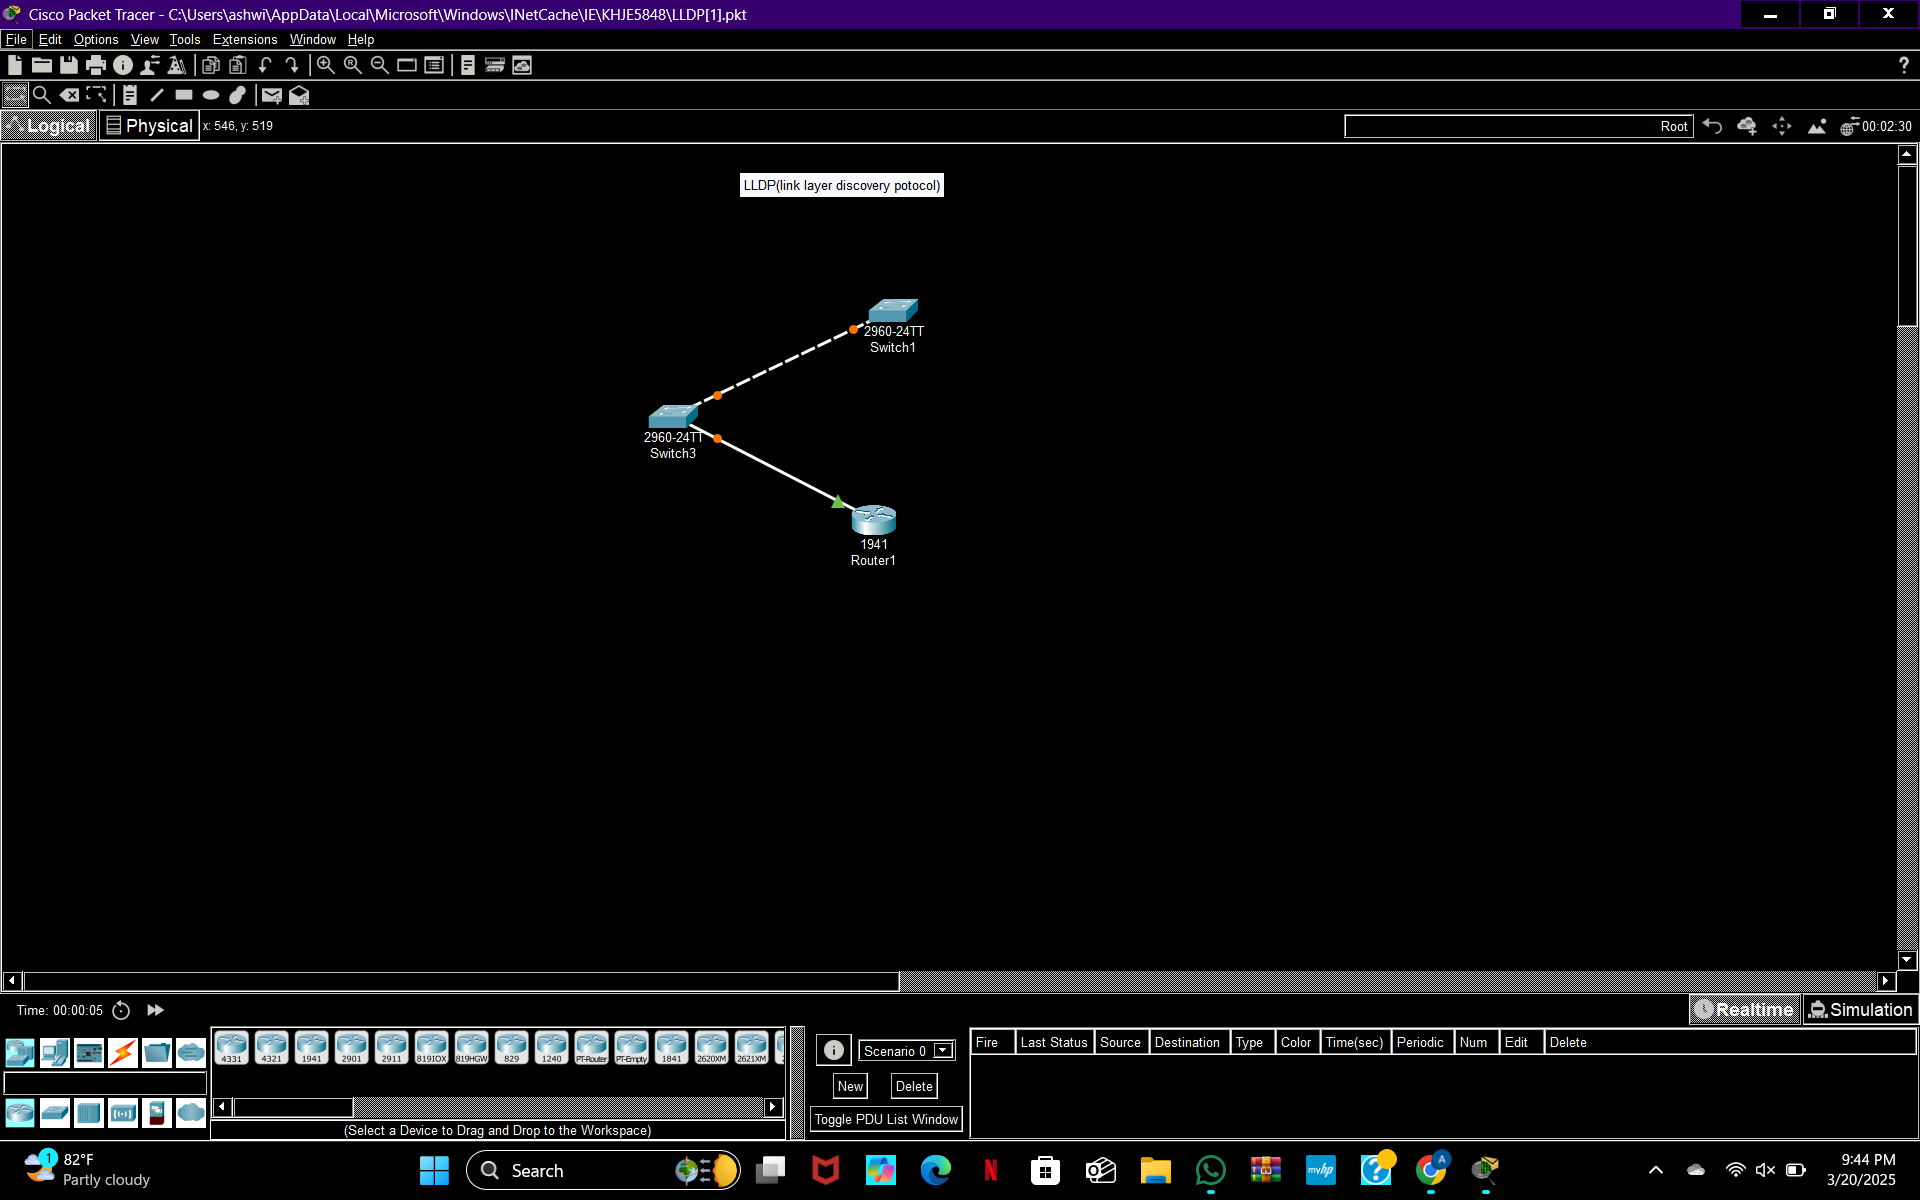 Cisco Packet Tracer - C:\Users\ashwi\AppData\Local\Microsoft\Windows\INetCache\IE\KHJE5848\LLDP[1].pkt
File Edit Options View Tools Extensions Window Help
?
Logical Physical x: 546, y: 519 Root 00:02:30
LLDP(link layer discovery potocol)
2960-24TT
Switch1
2960-24TT
Switch3
1941
Router1
Time: 00:00:05 Realtime Simulation
4331 4321 1941 2901 2911 819IOX 819HGW 829 1240 PT-Router PT-Empty 1841 2620XM 2621XM
Scenario 0
New Delete
Toggle PDU List Window
(Select a Device to Drag and Drop to the Workspace)
Fire Last Status Source Destination Type Color Time(sec) Periodic Num Edit Delete
1 82°F
Partly cloudy
Search
myhp
A
9:44 PM
3/20/2025